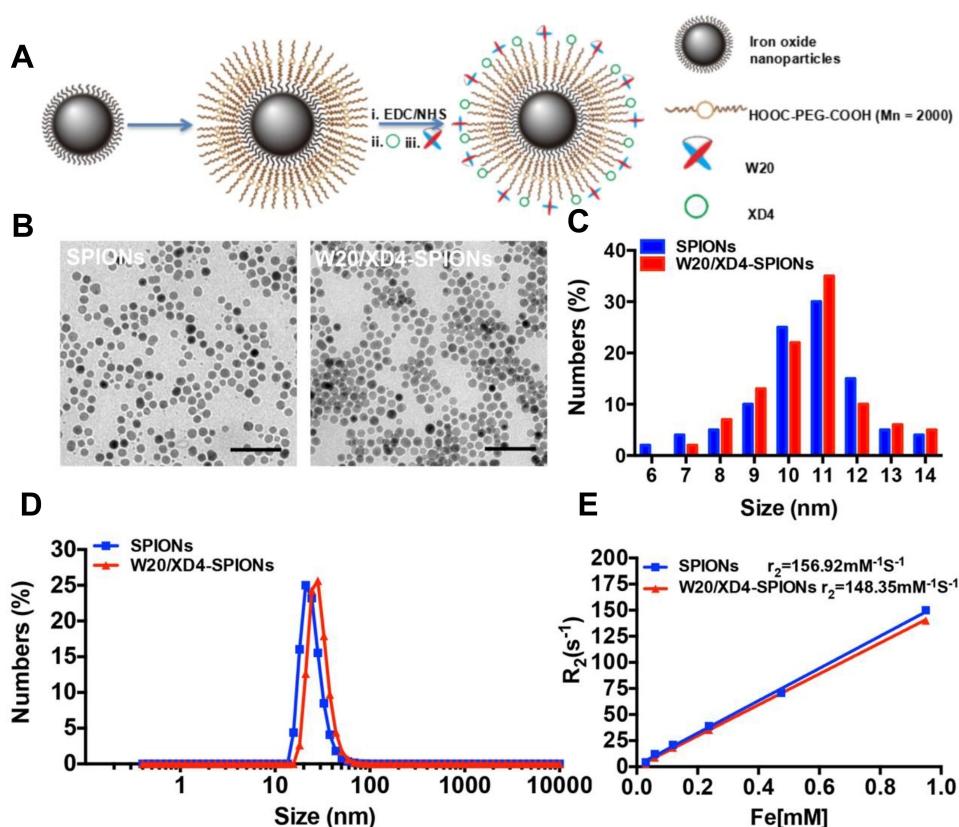 A
i. EDC/NHS
ii. iii.
Iron oxide
nanoparticles
HOOC-PEG-COOH (Mn = 2000)
W20
XD4
B
SPIONs
W20/XD4-SPIONs
C
SPIONs
W20/XD4-SPIONs
Numbers (%)
40
30
20
10
0
6 7 8 9 10 11 12 13 14
Size (nm)
D
SPIONs
W20/XD4-SPIONs
Numbers (%)
30
25
20
15
10
5
0
1 10 100 1000 10000
Size (nm)
E
SPIONs r₂=156.92mM⁻¹S⁻¹
W20/XD4-SPIONs r₂=148.35mM⁻¹S⁻¹
R₂(s⁻¹)
200
175
150
125
100
75
50
25
0
0.0 0.2 0.4 0.6 0.8 1.0
Fe[mM]